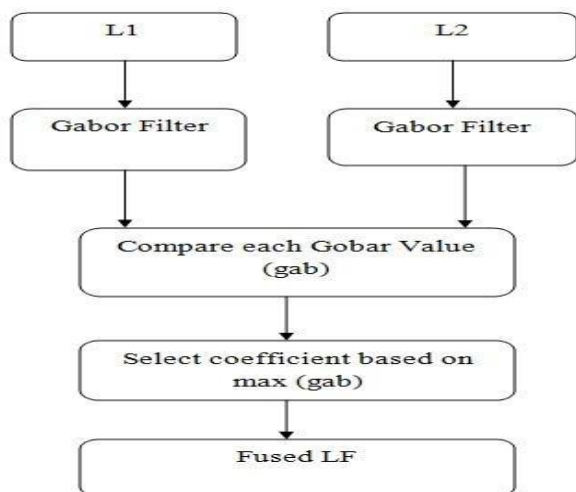 L1
L2
Gabor Filter
Gabor Filter
Compare each Gobar Value
(gab)
Select coefficient based on
max (gab)
Fused LF